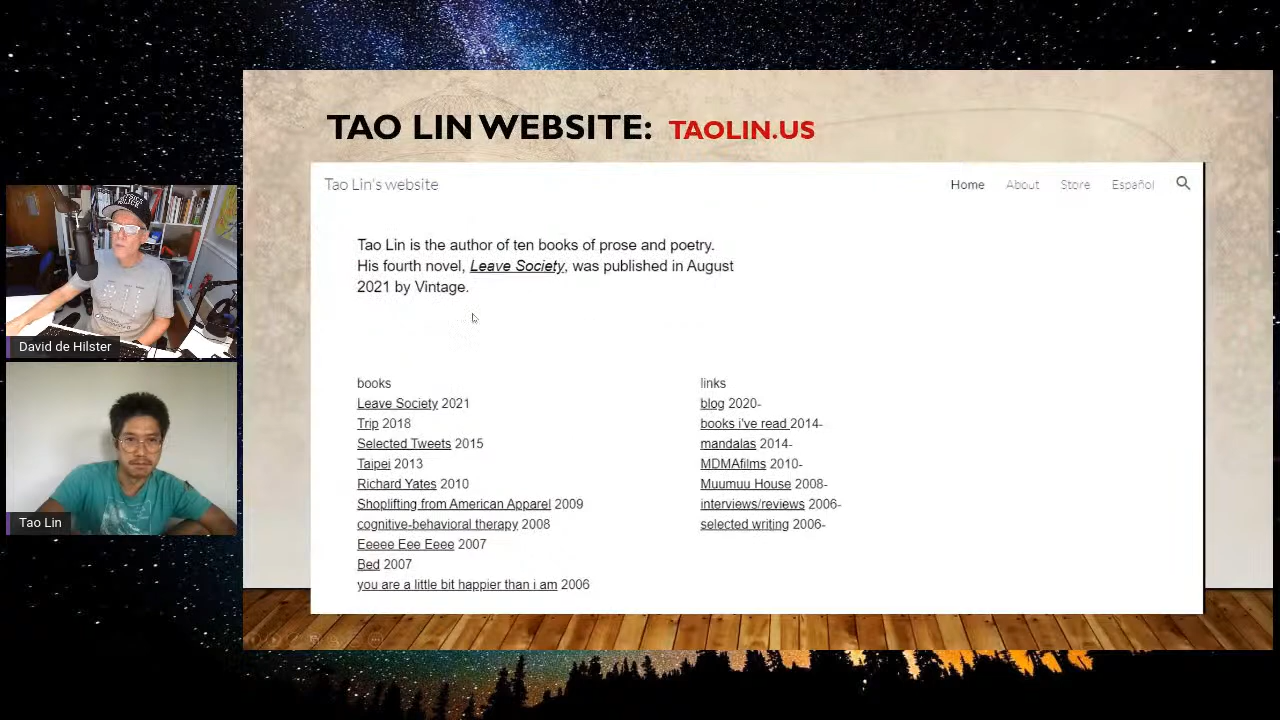 TAO LIN WEBSITE: TAOLIN.US
Tao Lin's website
Home About Store Español
Tao Lin is the author of ten books of prose and poetry.
His fourth novel, Leave Society, was published in August
2021 by Vintage.
books
Leave Society 2021
Trip 2018
Selected Tweets 2015
Taipei 2013
Richard Yates 2010
Shoplifting from American Apparel 2009
cognitive-behavioral therapy 2008
Eeeee Eee Eeee 2007
Bed 2007
you are a little bit happier than i am 2006
links
blog 2020-
books i've read 2014-
mandalas 2014-
MDMAfilms 2010-
Muumuu House 2008-
interviews/reviews 2006-
selected writing 2006-
David de Hilster
Tao Lin